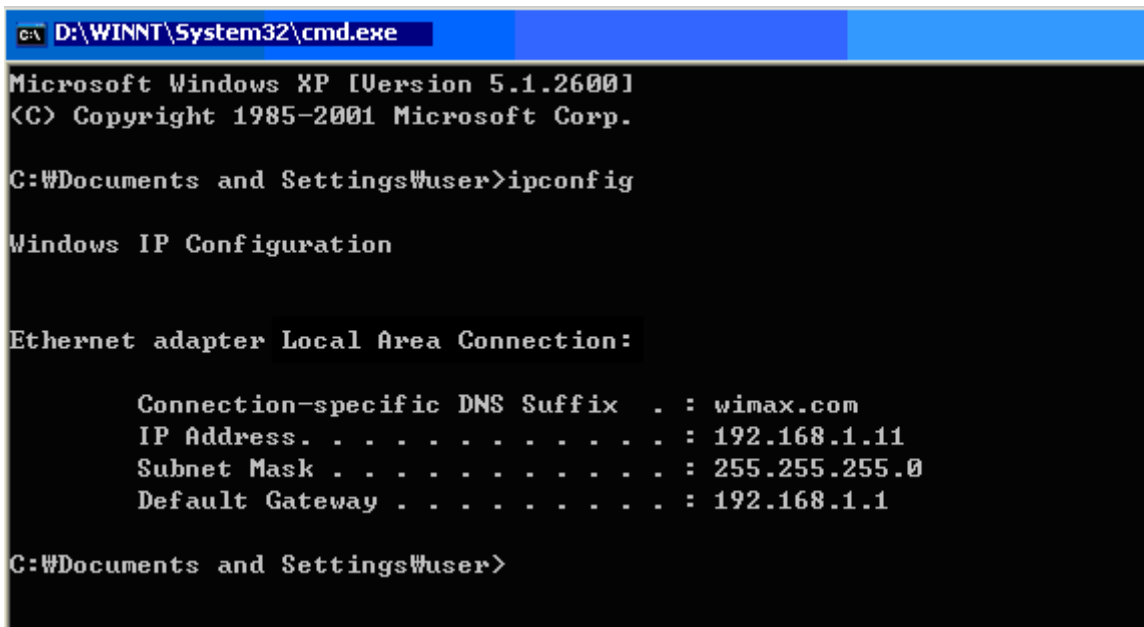 D:\WINNT\System32\cmd.exe
Microsoft Windows XP [Version 5.1.2600]
(C) Copyright 1985-2001 Microsoft Corp.
C:₩Documents and Settings₩user>ipconfig
Windows IP Configuration
Ethernet adapter Local Area Connection:
Connection-specific DNS Suffix . : wimax.com
IP Address. . . . . . . . . . . . : 192.168.1.11
Subnet Mask . . . . . . . . . . . : 255.255.255.0
Default Gateway . . . . . . . . . : 192.168.1.1
C:₩Documents and Settings₩user>